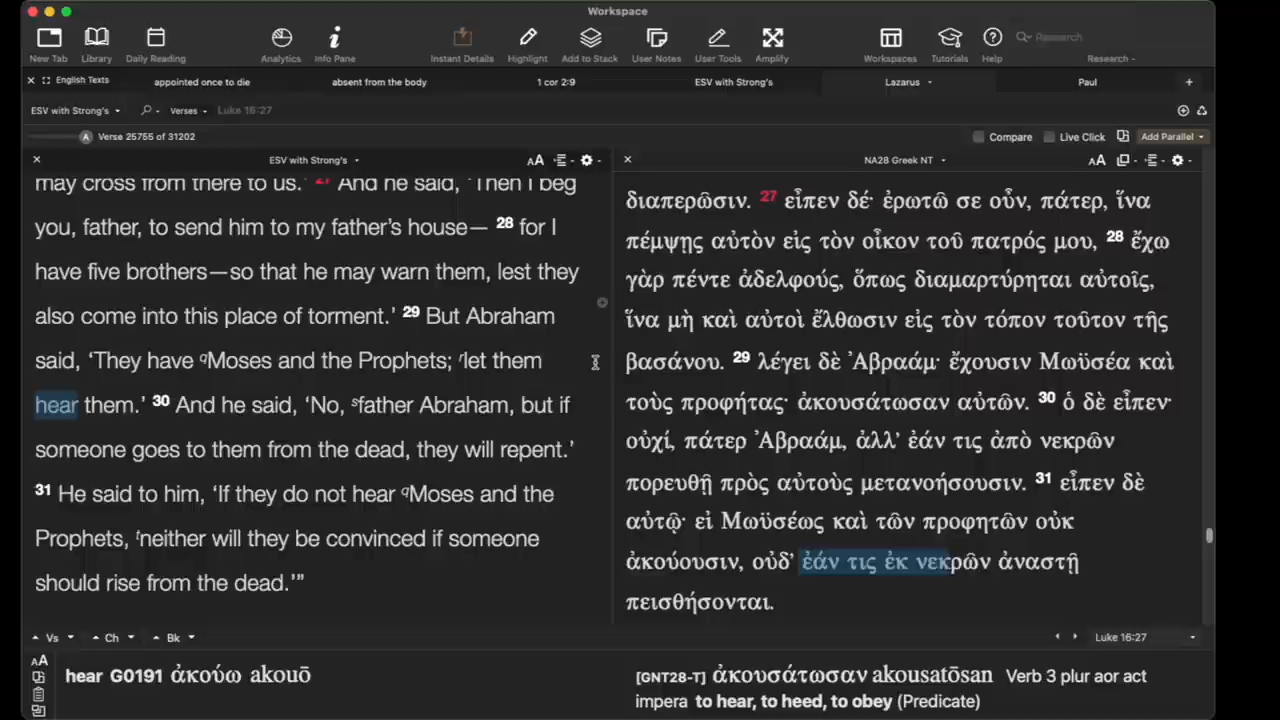 Workspace
New Tab Library Daily Reading Analytics Info Pane Instant Details Highlight Add to Stack User Notes User Tools Amplify Workspaces Tutorials Help Research
Research
English Texts appointed once to die absent from the body 1 cor 2:9 ESV with Strong's Lazarus Paul +
ESV with Strong's Verses Luke 16:27
A Verse 25755 of 31202 Compare Live Click Add Parallel
ESV with Strong's AA
may cross from there to us.' 27 And he said, 'Then I beg
you, father, to send him to my father's house— 28 for I
have five brothers—so that he may warn them, lest they
also come into this place of torment.' 29 But Abraham
said, 'They have qMoses and the Prophets; rlet them
hear them.' 30 And he said, 'No, sfather Abraham, but if
someone goes to them from the dead, they will repent.'
31 He said to him, 'If they do not hear qMoses and the
Prophets, tneither will they be convinced if someone
should rise from the dead.'”
NA28 Greek NT AA
διαπερῶσιν. 27 εἶπεν δέ· ἐρωτῶ σε οὖν, πάτερ, ἵνα
πέμψῃς αὐτὸν εἰς τὸν οἶκον τοῦ πατρός μου, 28 ἔχω
γὰρ πέντε ἀδελφούς, ὅπως διαμαρτύρηται αὐτοῖς,
ἵνα μὴ καὶ αὐτοὶ ἔλθωσιν εἰς τὸν τόπον τοῦτον τῆς
βασάνου. 29 λέγει δὲ Ἀβραάμ· ἔχουσιν Μωϋσέα καὶ
τοὺς προφήτας· ἀκουσάτωσαν αὐτῶν. 30 ὁ δὲ εἶπεν·
οὐχί, πάτερ Ἀβραάμ, ἀλλ’ ἐάν τις ἀπὸ νεκρῶν
πορευθῇ πρὸς αὐτοὺς μετανοήσουσιν. 31 εἶπεν δὲ
αὐτῷ· εἰ Μωϋσέως καὶ τῶν προφητῶν οὐκ
ἀκούουσιν, οὐδ’ ἐάν τις ἐκ νεκρῶν ἀναστῇ
πεισθήσονται.
Vs Ch Bk Luke 16:27
AA
hear G0191 ἀκούω akouō
[GNT28-T] ἀκουσάτωσαν akousatōsan Verb 3 plur aor act
impera to hear, to heed, to obey (Predicate)